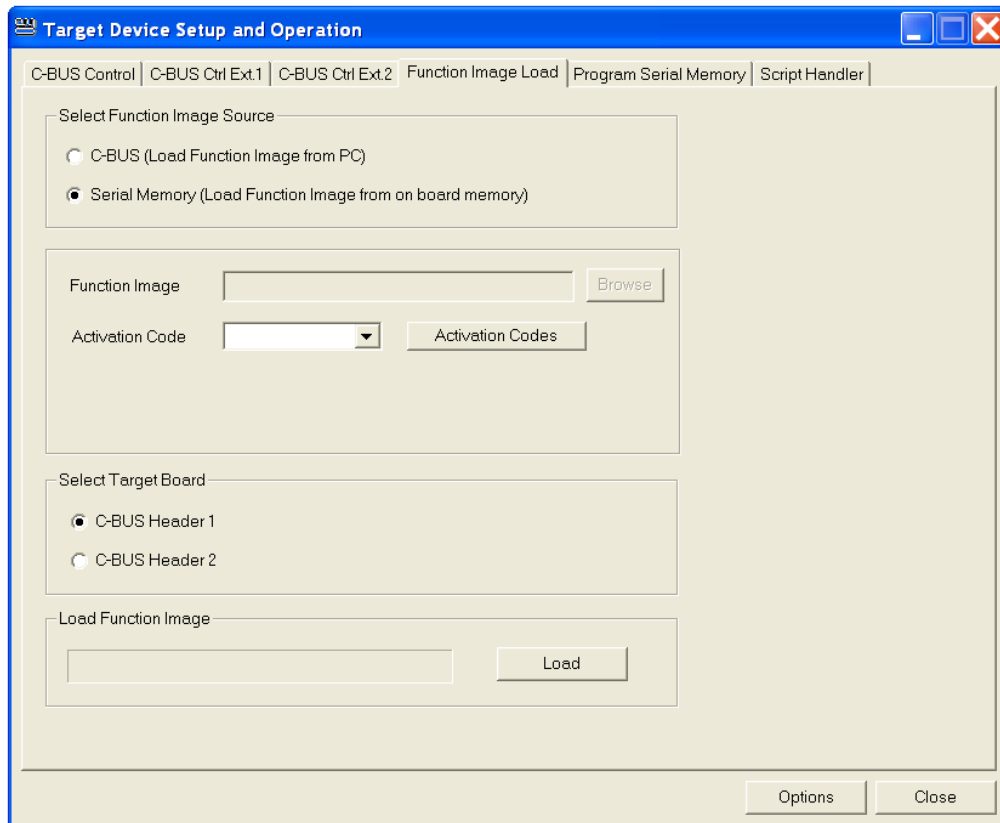 Target Device Setup and Operation
C-BUS Control C-BUS Ctrl Ext.1 C-BUS Ctrl Ext.2 Function Image Load Program Serial Memory Script Handler
Select Function Image Source
C-BUS (Load Function Image from PC)
Serial Memory (Load Function Image from on board memory)
Function Image Browse
Activation Code Activation Codes
Select Target Board
C-BUS Header 1
C-BUS Header 2
Load Function Image
Load
Options Close